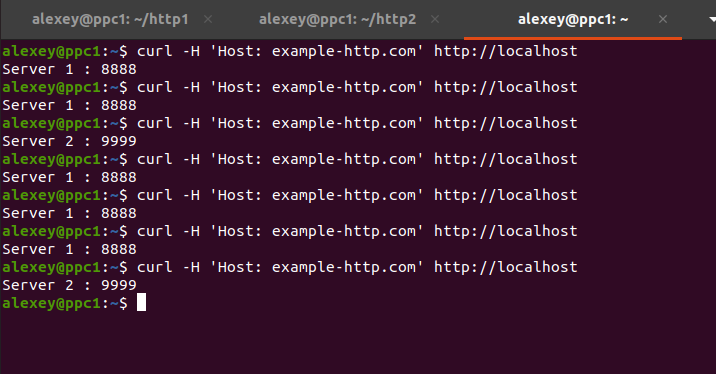 alexey@ppc1: ~/http1 × alexey@ppc1: ~/http2 × alexey@ppc1: ~ ×
alexey@ppc1:~$ curl -H 'Host: example-http.com' http://localhost
Server 1 : 8888
alexey@ppc1:~$ curl -H 'Host: example-http.com' http://localhost
Server 1 : 8888
alexey@ppc1:~$ curl -H 'Host: example-http.com' http://localhost
Server 2 : 9999
alexey@ppc1:~$ curl -H 'Host: example-http.com' http://localhost
Server 1 : 8888
alexey@ppc1:~$ curl -H 'Host: example-http.com' http://localhost
Server 1 : 8888
alexey@ppc1:~$ curl -H 'Host: example-http.com' http://localhost
Server 1 : 8888
alexey@ppc1:~$ curl -H 'Host: example-http.com' http://localhost
Server 2 : 9999
alexey@ppc1:~$